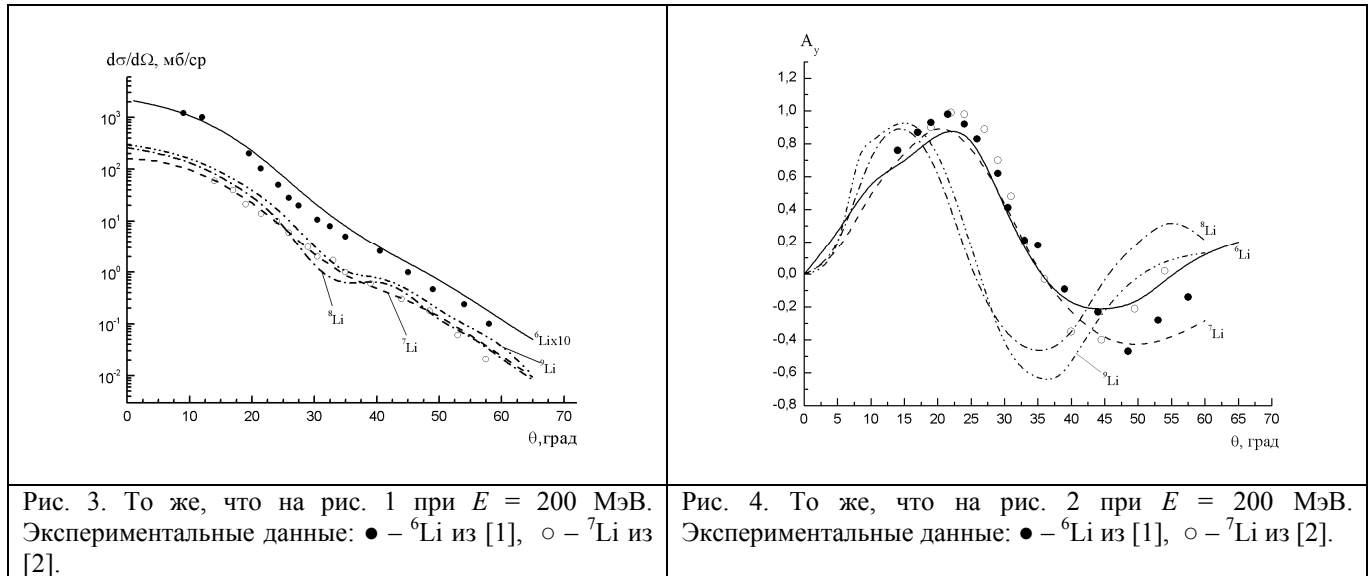 dσ/dΩ, мб/ср
10³
10²
10¹
10⁰
10⁻¹
10⁻²
0 10 20 30 40 50 60 70
θ,град
⁸Li
⁷Li
⁶Lix10
⁹Li
A_y
1,2
1,0
0,8
0,6
0,4
0,2
0,0
-0,2
-0,4
-0,6
-0,8
0 5 10 15 20 25 30 35 40 45 50 55 60 65 70
θ, град
⁸Li
⁶Li
⁷Li
⁹Li
Рис. 3. То же, что на рис. 1 при E = 200 МэВ.
Экспериментальные данные: ● – ⁶Li из [1], ○ – ⁷Li из
[2].
Рис. 4. То же, что на рис. 2 при E = 200 МэВ.
Экспериментальные данные: ● – ⁶Li из [1], ○ – ⁷Li из [2].